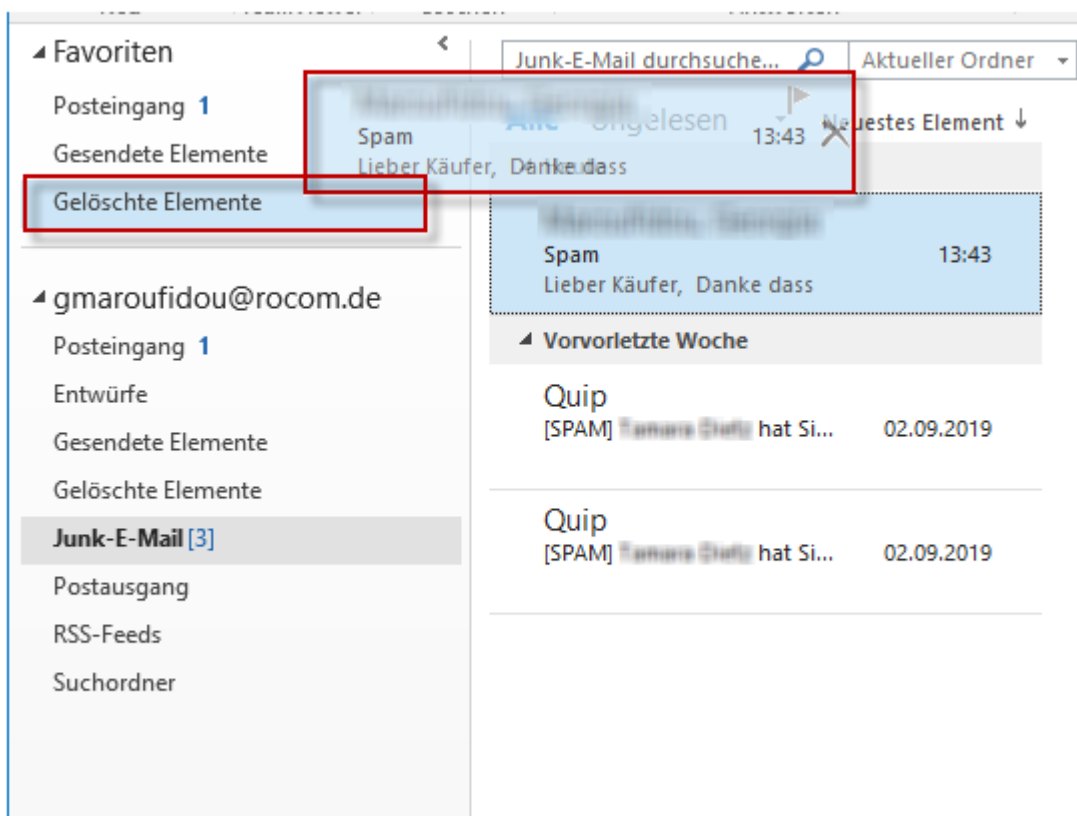 Favoriten
Posteingang 1
Gesendete Elemente
Gelöschte Elemente
gmaroufidou@rocom.de
Posteingang 1
Entwürfe
Gesendete Elemente
Gelöschte Elemente
Junk-E-Mail [3]
Postausgang
RSS-Feeds
Suchordner
Junk-E-Mail durchsuche...
Aktueller Ordner
Alle Ungelesen
Neuestes Element
Spam 13:43
Lieber Käufer, Danke dass
Heute
Spam 13:43
Lieber Käufer, Danke dass
Vorvorletzte Woche
Quip
[SPAM] hat Si... 02.09.2019
Quip
[SPAM] hat Si... 02.09.2019